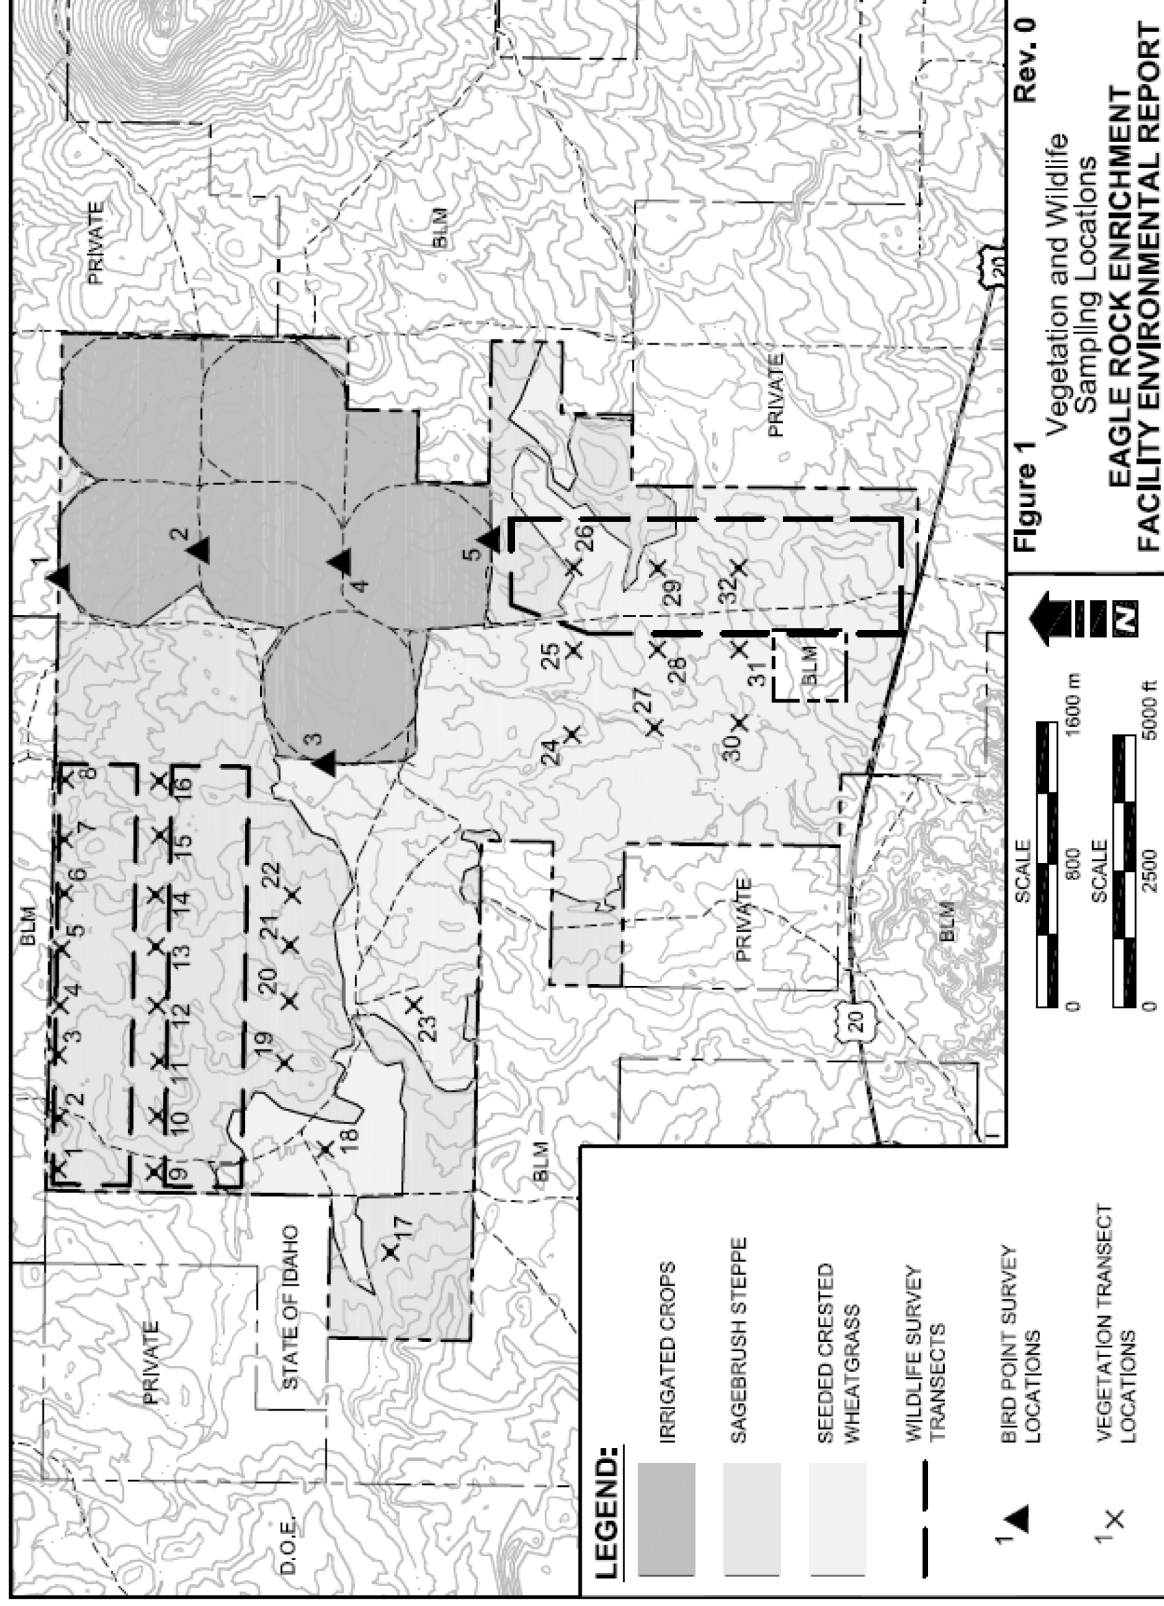 BLM
PRIVATE
PRIVATE
1
2
3
4
5
6
7
8
9
10
11
12
13
14
15
16
1
2
3
4
5
STATE OF IDAHO
D.O.E.
17
18
19
20
21
22
23
24
25
26
27
28
29
30
31
32
BLM
BLM
BLM
PRIVATE
PRIVATE
BLM
20
20
LEGEND:
IRRIGATED CROPS
SAGEBRUSH STEPPE
SEEDED CRESTED
WHEATGRASS
WILDLIFE SURVEY
TRANSECTS
1
BIRD POINT SURVEY
LOCATIONS
1
VEGETATION TRANSECT
LOCATIONS
SCALE
0 800 1600 m
SCALE
0 2500 5000 ft
N
Figure 1 Rev. 0
Vegetation and Wildlife
Sampling Locations
EAGLE ROCK ENRICHMENT
FACILITY ENVIRONMENTAL REPORT